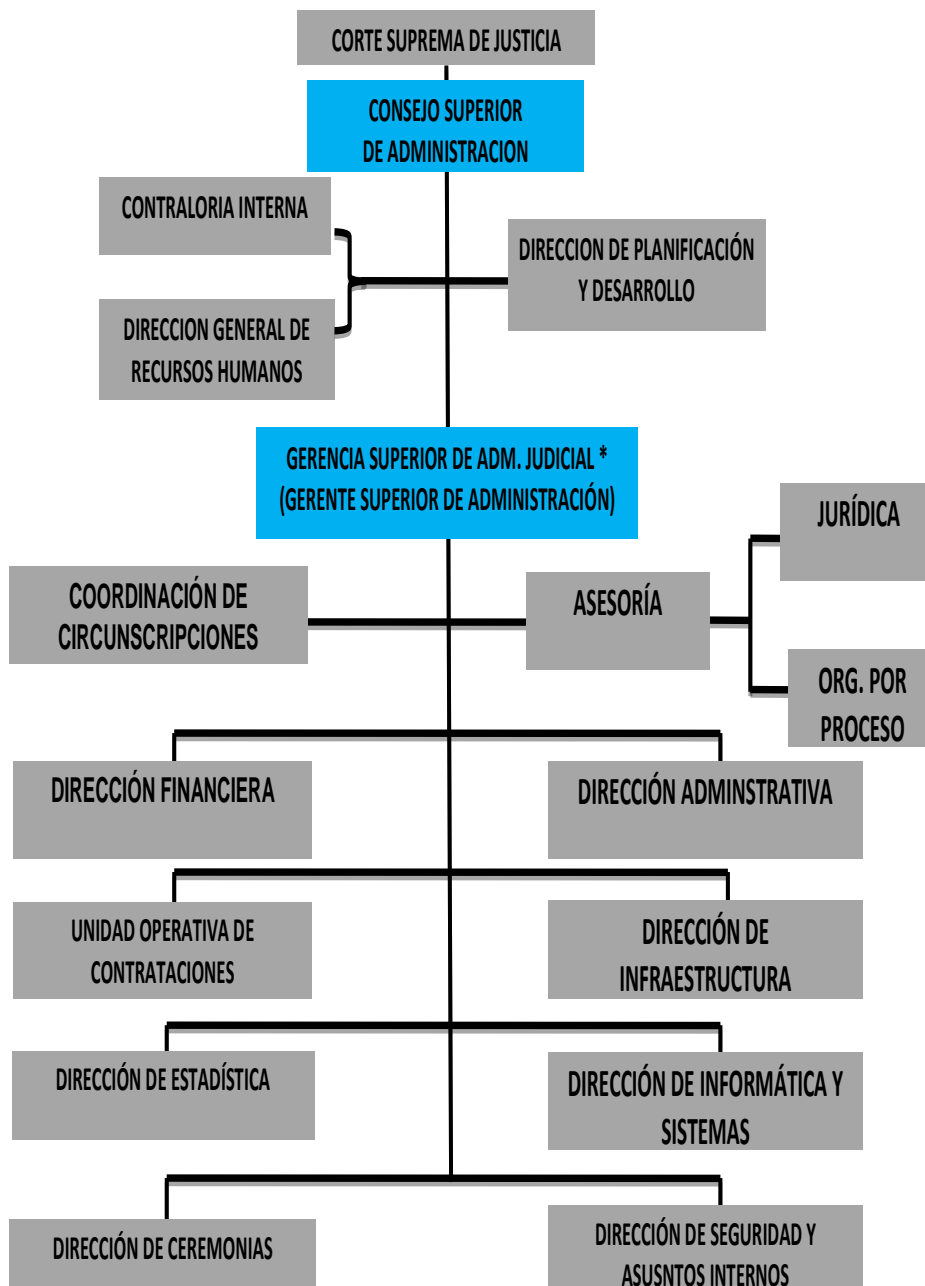 CORTE SUPREMA DE JUSTICIA
CONSEJO SUPERIOR
DE ADMINISTRACION
CONTRALORIA INTERNA
DIRECCION DE PLANIFICACIÓN
Y DESARROLLO
DIRECCION GENERAL DE
RECURSOS HUMANOS
GERENCIA SUPERIOR DE ADM. JUDICIAL *
(GERENTE SUPERIOR DE ADMINISTRACIÓN)
JURÍDICA
COORDINACIÓN DE
CIRCUNSCRIPCIONES
ASESORÍA
ORG. POR
PROCESO
DIRECCIÓN FINANCIERA
DIRECCIÓN ADMINSTRATIVA
UNIDAD OPERATIVA DE
CONTRATACIONES
DIRECCIÓN DE
INFRAESTRUCTURA
DIRECCIÓN DE ESTADÍSTICA
DIRECCIÓN DE INFORMÁTICA Y
SISTEMAS
DIRECCIÓN DE CEREMONIAS
DIRECCIÓN DE SEGURIDAD Y
ASUSNTOS INTERNOS